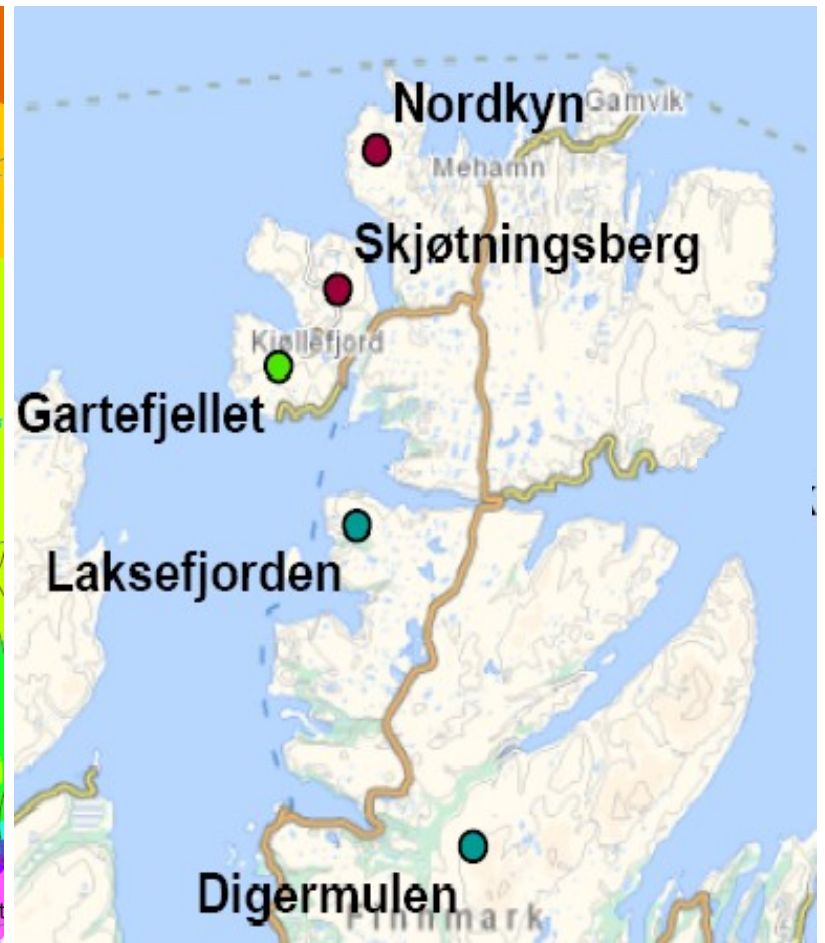 Nordkyn
Gamvik
Mehamn
Skjøtningsberg
Kjøllefjord
Gartefjellet
Laksefjorden
Digermulen
Finnmark